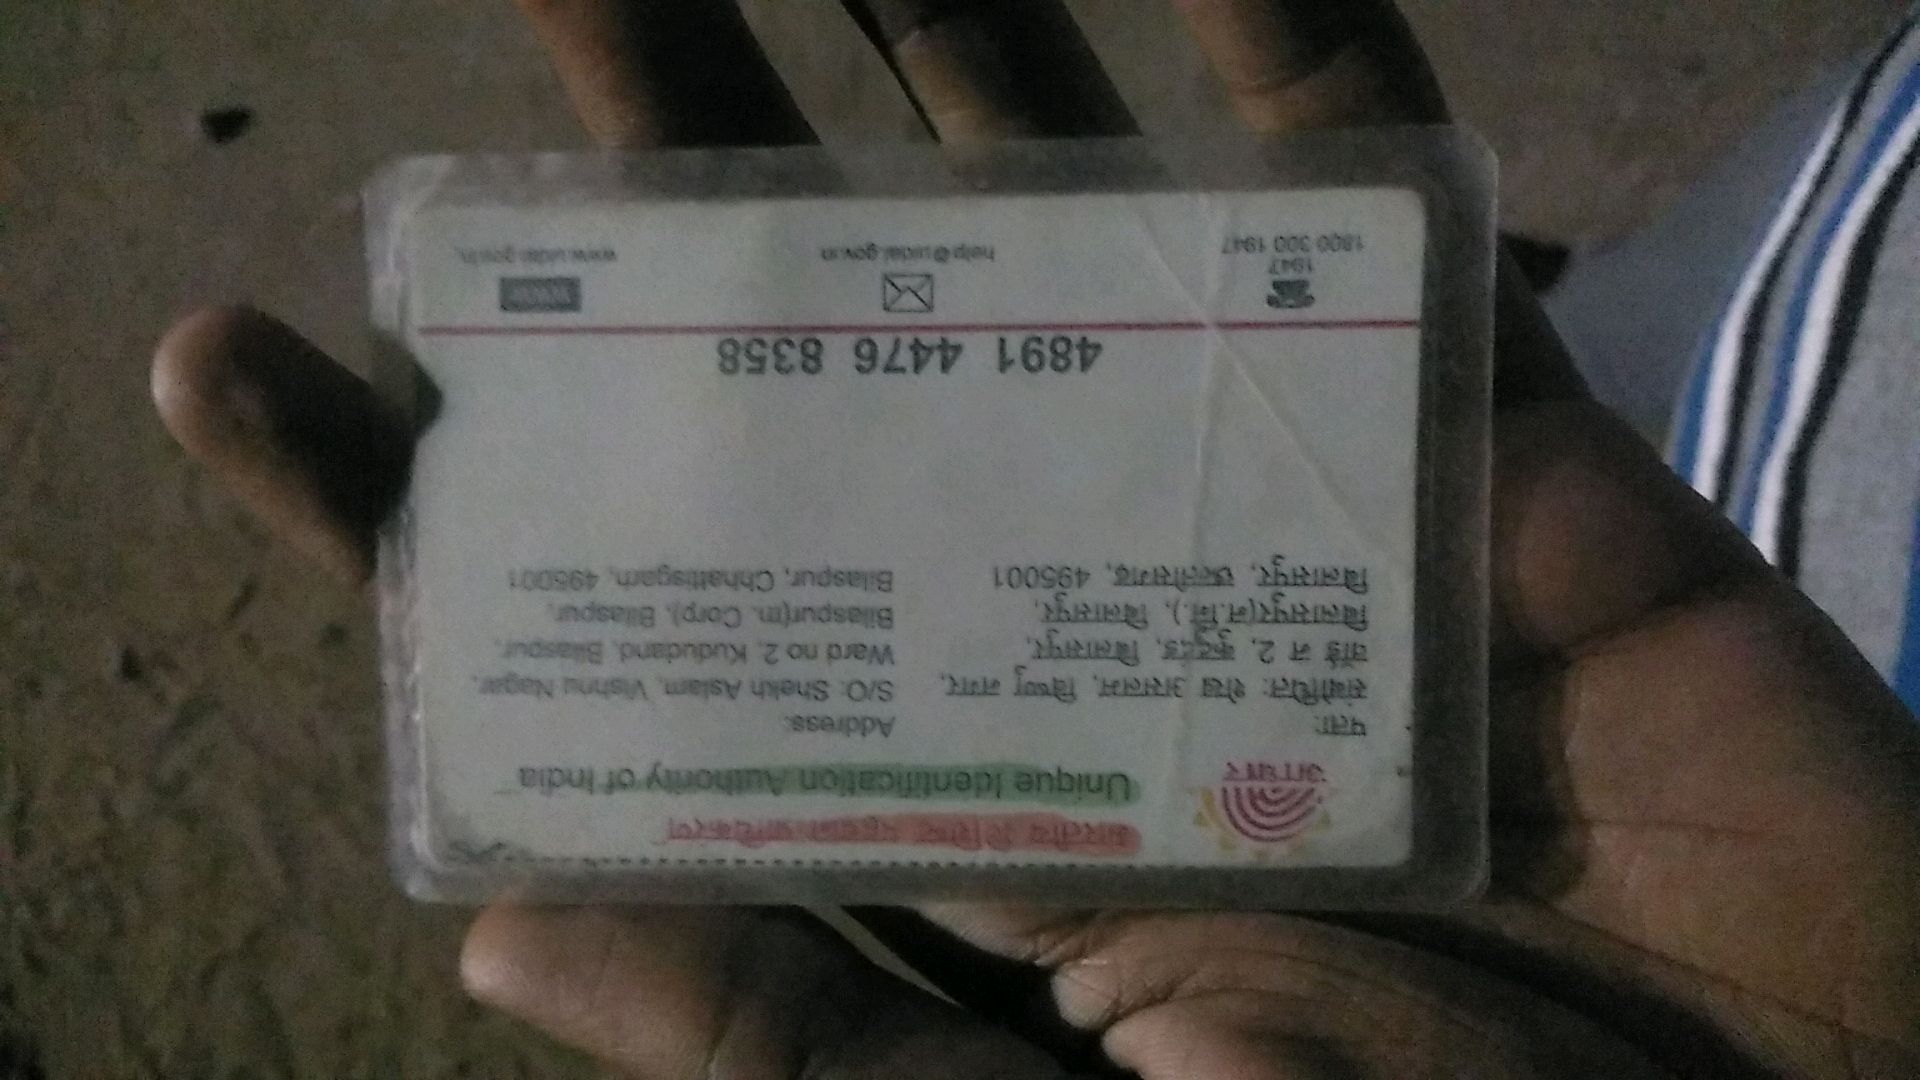 भारतीय विशिष्ट पहचान प्राधिकरण
Unique Identification Authority of India
आधार
पता:
संबोधित: शेख असलम, विष्णु नगर,
वॉर्ड न 2, कुदुदंड, बिलासपुर,
बिलासपुर(न.नि.), बिलासपुर,
बिलासपुर, छत्तीसगढ़, 495001
Address:
S/O: Shekh Aslam, Vishnu Nagar,
Ward no 2, Kududand, Bilaspur,
Bilaspur(m. Corp), Bilaspur,
Bilaspur, Chhattisgarh, 495001
4891 4476 8358
1947
1800 300 1947
help@uidai.gov.in
WWW
www.uidai.gov.in